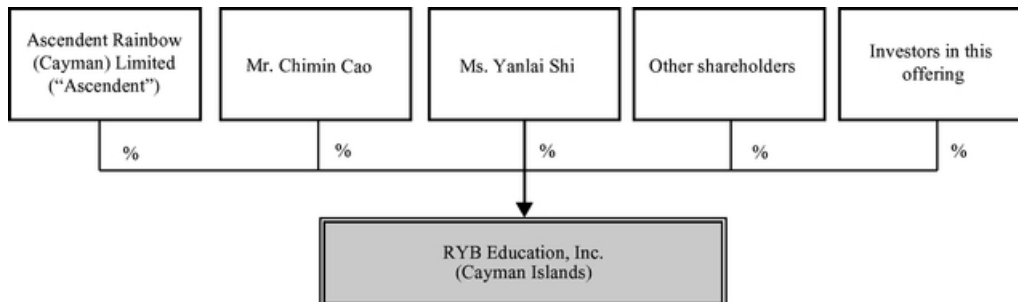 Ascendent Rainbow
(Cayman) Limited
(“Ascendent”)
Mr. Chimin Cao
Ms. Yanlai Shi
Other shareholders
Investors in this
offering
%
%
%
%
%
RYB Education, Inc.
(Cayman Islands)